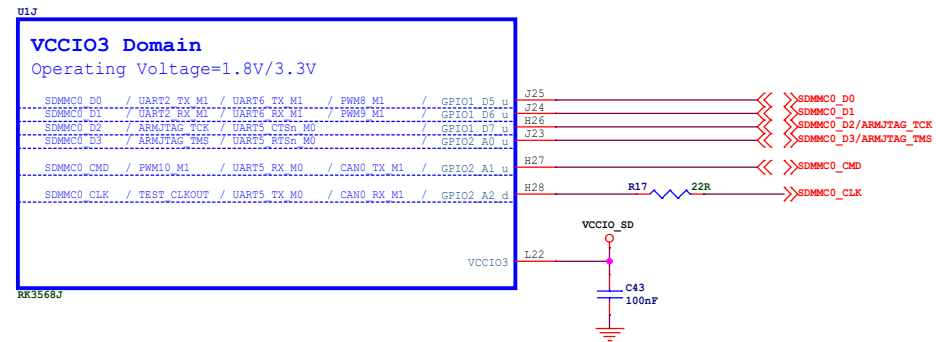 U1J
VCCIO3 Domain
Operating Voltage=1.8V/3.3V
SDMMC0_D0 / UART2_TX_M1 / UART6_TX_M1 / PWM8_M1 / GPIO1_D5_u J25 SDMMC0_D0
SDMMC0_D1 / UART2_RX_M1 / UART6_RX_M1 / PWM9_M1 / GPIO1_D6_u J24 SDMMC0_D1
SDMMC0_D2 / ARMJTAG_TCK / UART5_CTSn_M0 / GPIO1_D7_u H26 SDMMC0_D2/ARMJTAG_TCK
SDMMC0_D3 / ARMJTAG_TMS / UART5_RTSn_M0 / GPIO2_A0_u J23 SDMMC0_D3/ARMJTAG_TMS
SDMMC0_CMD / PWM10_M1 / UART5_RX_M0 / CAN0_TX_M1 / GPIO2_A1_u H27 SDMMC0_CMD
SDMMC0_CLK / TEST_CLKOUT / UART5_TX_M0 / CAN0_RX_M1 / GPIO2_A2_d H28 R17 22R SDMMC0_CLK
VCCIO_SD
VCCIO3 L22
C43
100nF
RK3568J